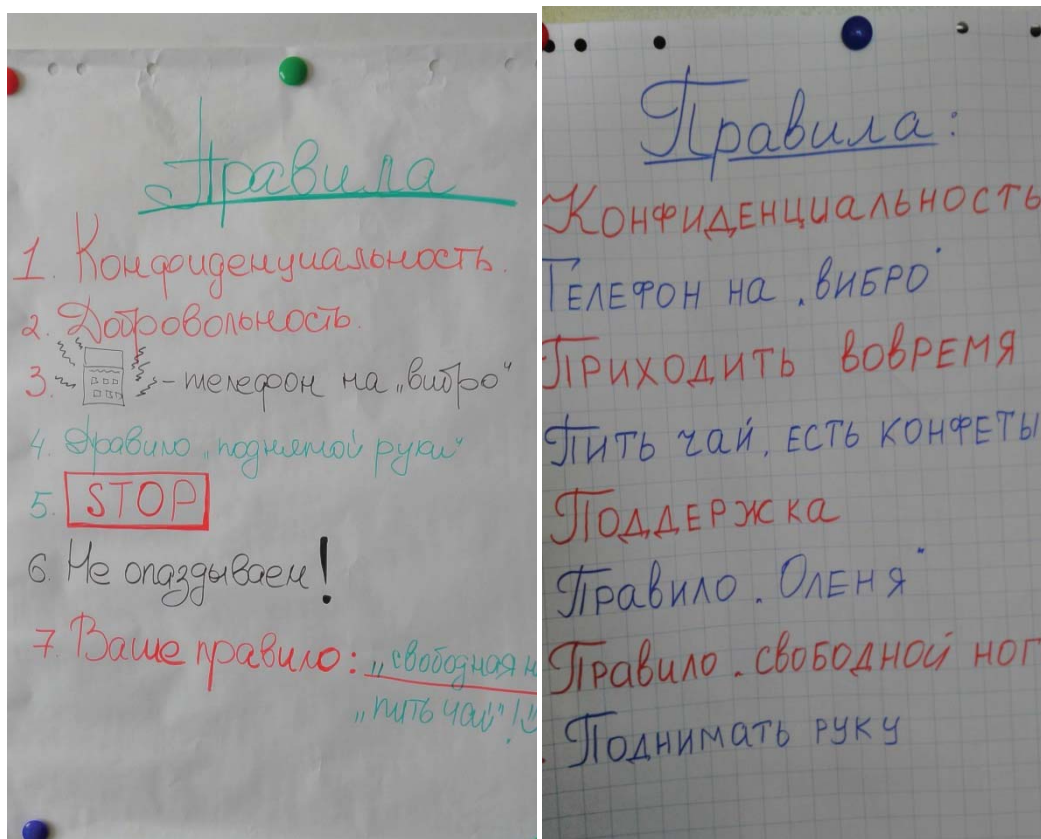 Правила
1. Конфиденциальность.
2. Добровольность.
3. - телефон на „вибро“
4. Правило „поднятой руки“
5. STOP
6. Не опаздываем!
7. Ваше правило: „свободная н
„пить чай“!
Правила:
Конфиденциальность
Телефон на „вибро“
Приходить вовремя
Пить чай, есть конфеты
Поддержка
Правило „Оленя“
Правило „свободной ног
Поднимать руку